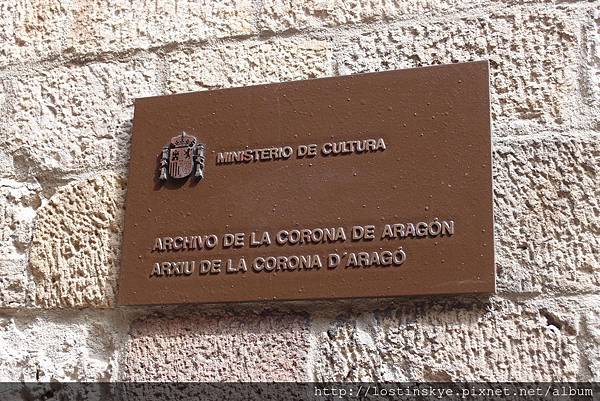 MINISTERIO DE CULTURA
ARCHIVO DE LA CORONA DE ARAGÓN
ARXIU DE LA CORONA D´ARAGÓ
http://lostinskye.pixnet.net/album